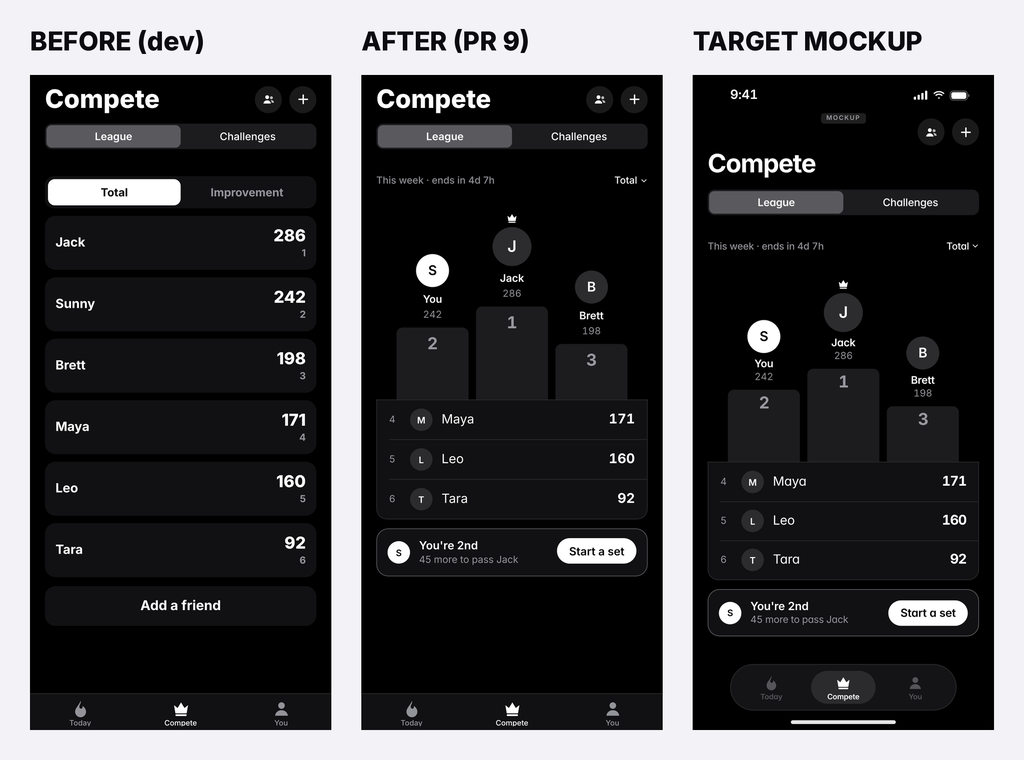 BEFORE (dev)
Compete
League Challenges
Total Improvement
Jack 286
1
Sunny 242
2
Brett 198
3
Maya 171
4
Leo 160
5
Tara 92
6
Add a friend
Today Compete You
AFTER (PR 9)
Compete
League Challenges
This week · ends in 4d 7h Total
J
S
Jack
B
You
286
242
Brett
1
198
2
3
4 M Maya 171
5 L Leo 160
6 T Tara 92
S
You're 2nd
45 more to pass Jack
Start a set
Today Compete You
TARGET MOCKUP
9:41
MOCKUP
Compete
League Challenges
This week · ends in 4d 7h Total
J
S
Jack
B
286
You
242
Brett
1
198
2
3
4 M Maya 171
5 L Leo 160
6 T Tara 92
S
You're 2nd
45 more to pass Jack
Start a set
Today Compete You